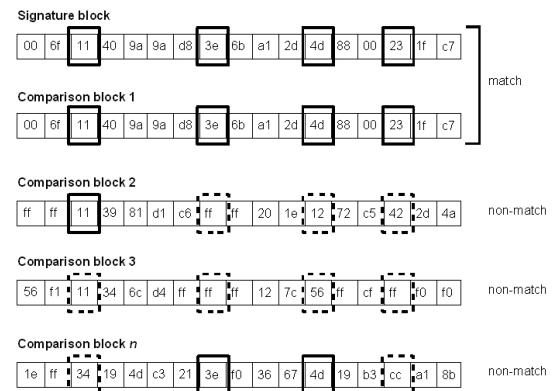 Signature block
00 6f 11 40 9a 9a d8 3e 6b a1 2d 4d 88 00 23 1f c7
match
Comparison block 1
00 6f 11 40 9a 9a d8 3e 6b a1 2d 4d 88 00 23 1f c7
Comparison block 2
ff ff 11 39 81 d1 c6 ff ff 20 1e 12 72 c5 42 2d 4a non-match
Comparison block 3
56 f1 11 34 6c d4 ff ff ff 12 7c 56 ff cf ff f0 f0 non-match
Comparison block n
1e ff 34 19 4d c3 21 3e f0 36 67 4d 19 b3 cc a1 8b non-match